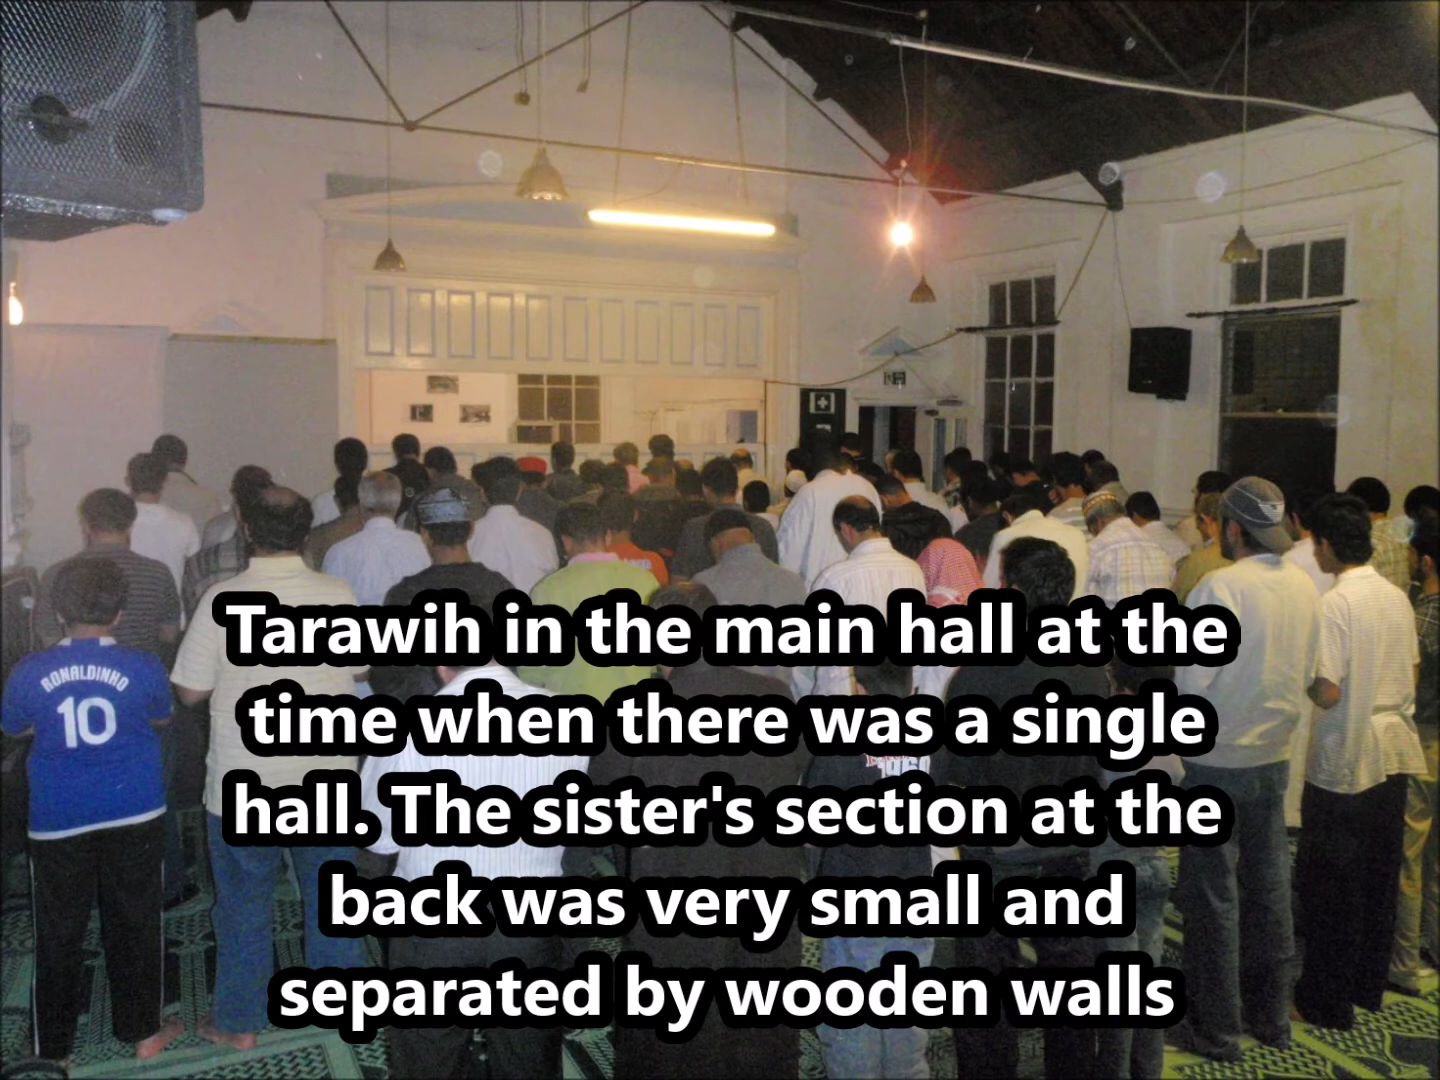 RONALDINHO
10
Tarawih in the main hall at the
time when there was a single
hall. The sister's section at the
back was very small and
separated by wooden walls